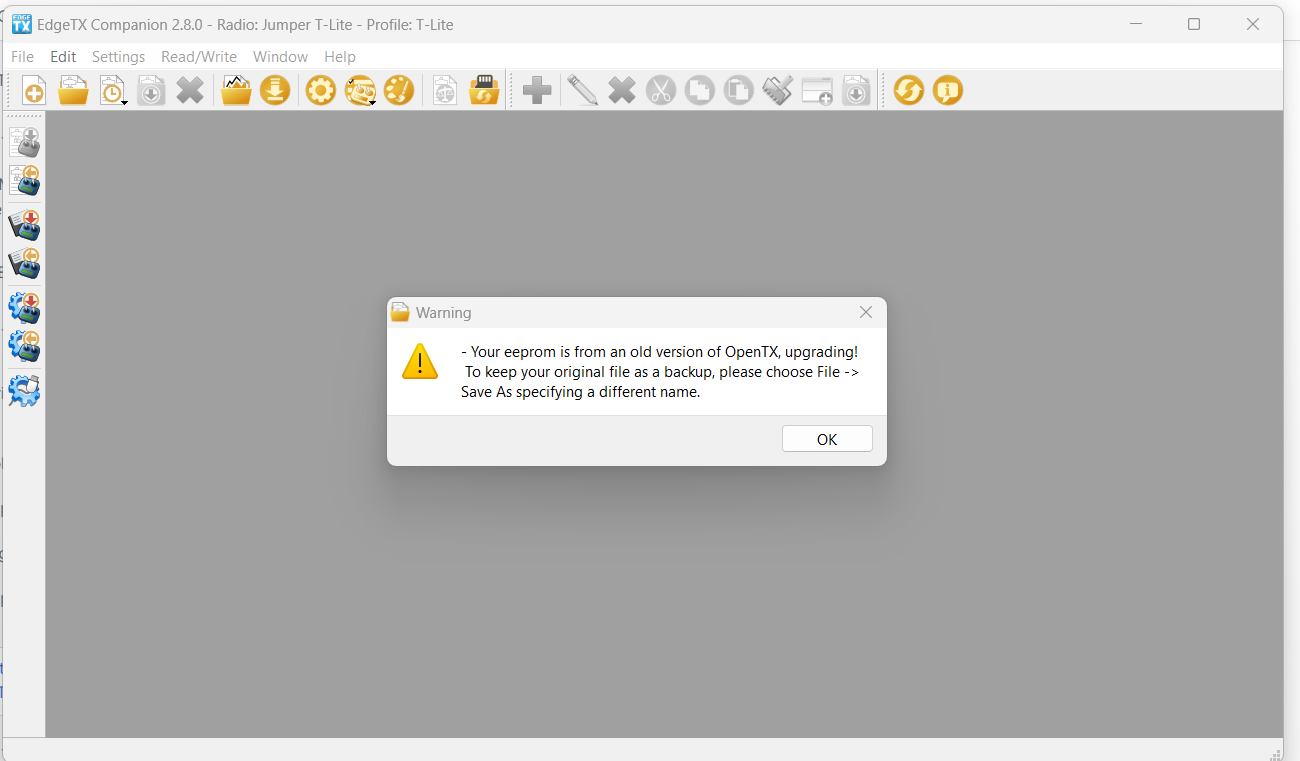 EDGE
TX
EdgeTX Companion 2.8.0 - Radio: Jumper T-Lite - Profile: T-Lite
File Edit Settings Read/Write Window Help
Warning
- Your eeprom is from an old version of OpenTX, upgrading!
To keep your original file as a backup, please choose File ->
Save As specifying a different name.
OK